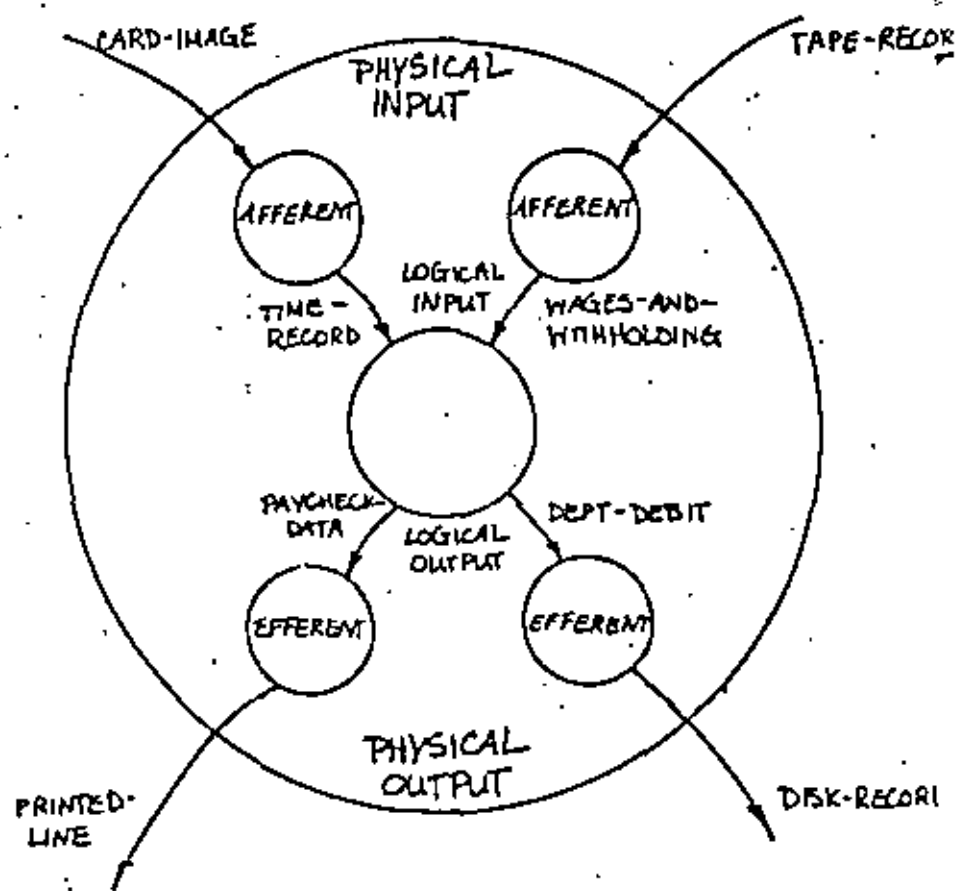 CARD-IMAGE
TAPE-RECOR
PHYSICAL
INPUT
AFFERENT
AFFERENT
LOGICAL
INPUT
TIME-
RECORD
WAGES-AND-
WITHHOLDING
PAYCHECK-
DATA
LOGICAL
OUTPUT
DEPT-DEBIT
EFFERENT
EFFERENT
PHYSICAL
OUTPUT
PRINTED-
LINE
DISK-RECOR